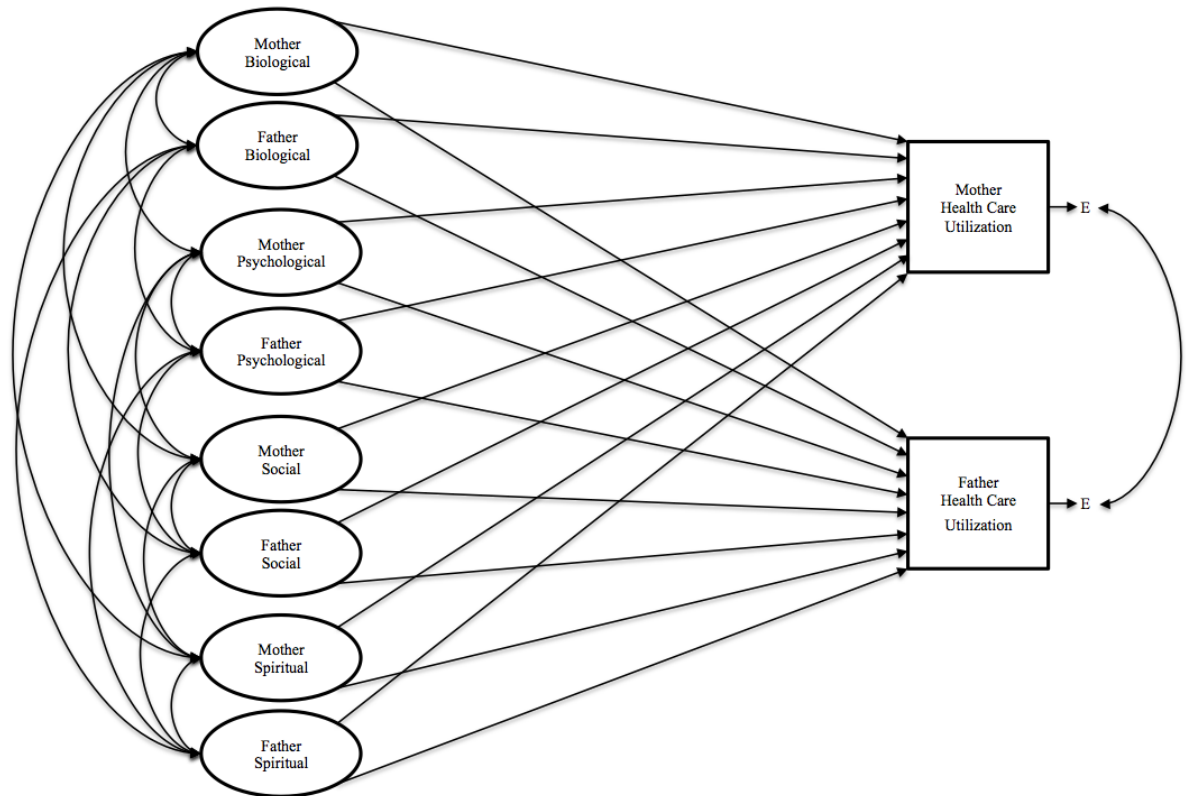 Mother
Biological
Father
Biological
Mother
Psychological
Father
Psychological
Mother
Social
Father
Social
Mother
Spiritual
Father
Spiritual
Mother
Health Care
Utilization
E
Father
Health Care
Utilization
E